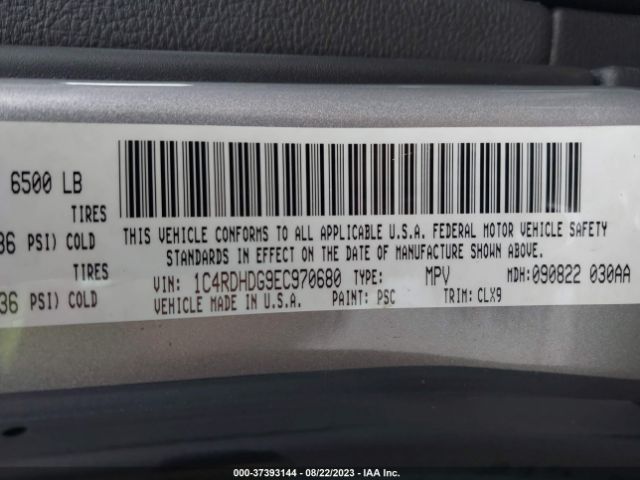 6500 LB
TIRES
36 PSI) COLD
TIRES
36 PSI) COLD
THIS VEHICLE CONFORMS TO ALL APPLICABLE U.S.A. FEDERAL MOTOR VEHICLE SAFETY
STANDARDS IN EFFECT ON THE DATE OF MANUFACTURE SHOWN ABOVE.
VIN: 1C4RDHDG9EC970680 TYPE: MPV MDH: 090822 030AA
VEHICLE MADE IN U.S.A. PAINT: PSC TRIM: CLX9
000-37393144 - 08/22/2023 - IAA Inc.